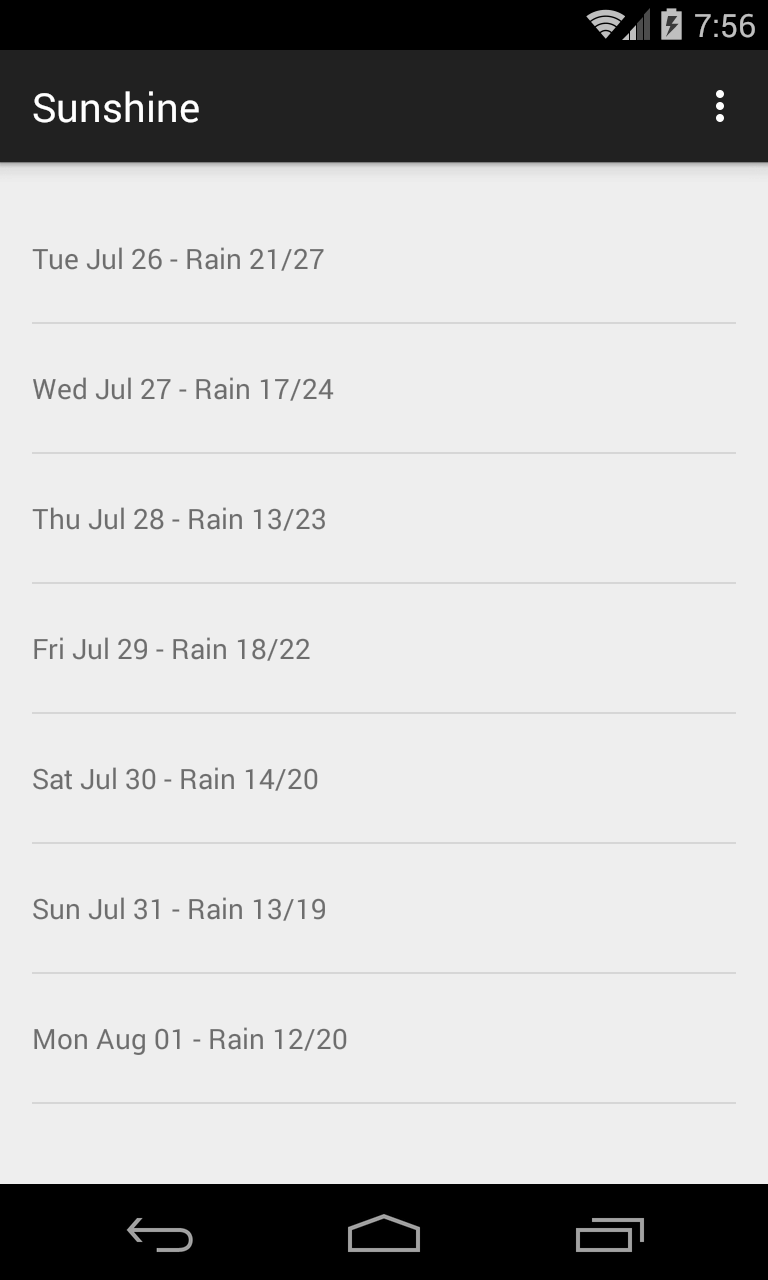 7:56
Sunshine
Tue Jul 26 - Rain 21/27
Wed Jul 27 - Rain 17/24
Thu Jul 28 - Rain 13/23
Fri Jul 29 - Rain 18/22
Sat Jul 30 - Rain 14/20
Sun Jul 31 - Rain 13/19
Mon Aug 01 - Rain 12/20